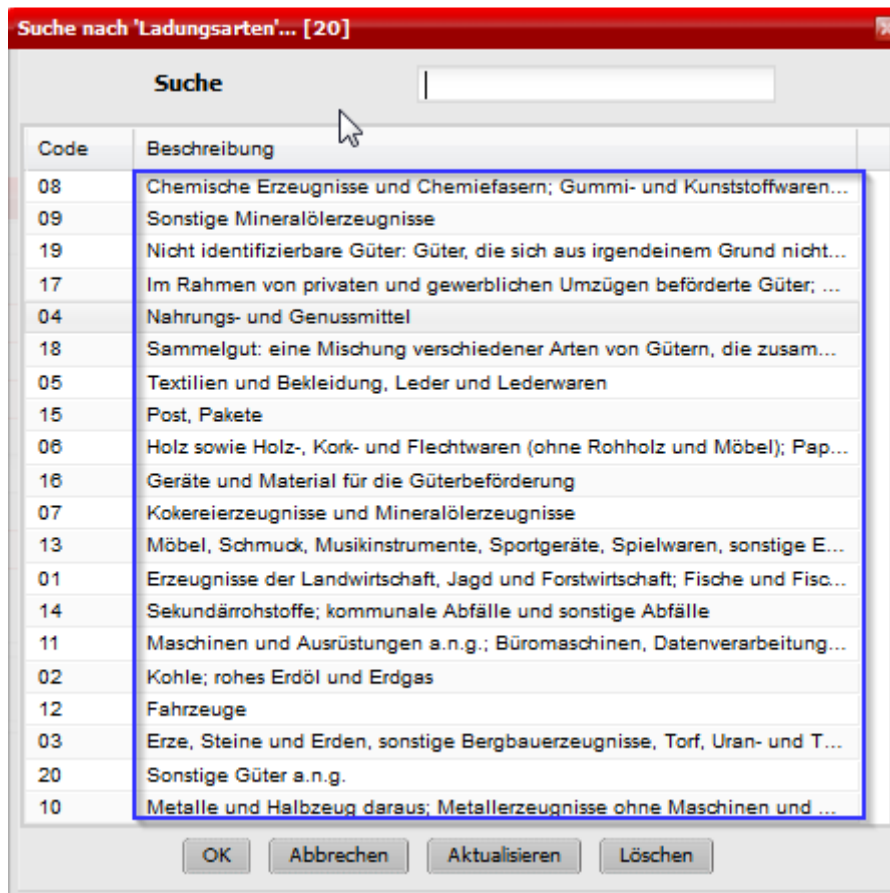 Suche nach 'Ladungsarten'... [20]
Suche
Code Beschreibung
08 Chemische Erzeugnisse und Chemiefasern; Gummi- und Kunststoffwaren...
09 Sonstige Mineralölerzeugnisse
19 Nicht identifizierbare Güter: Güter, die sich aus irgendeinem Grund nicht...
17 Im Rahmen von privaten und gewerblichen Umzügen beförderte Güter; ...
04 Nahrungs- und Genussmittel
18 Sammelgut: eine Mischung verschiedener Arten von Gütern, die zusam...
05 Textilien und Bekleidung, Leder und Lederwaren
15 Post, Pakete
06 Holz sowie Holz-, Kork- und Flechtwaren (ohne Rohholz und Möbel); Pap...
16 Geräte und Material für die Güterbeförderung
07 Kokereierzeugnisse und Mineralölerzeugnisse
13 Möbel, Schmuck, Musikinstrumente, Sportgeräte, Spielwaren, sonstige E...
01 Erzeugnisse der Landwirtschaft, Jagd und Forstwirtschaft; Fische und Fisc...
14 Sekundärrohstoffe; kommunale Abfälle und sonstige Abfälle
11 Maschinen und Ausrüstungen a.n.g.; Büromaschinen, Datenverarbeitung...
02 Kohle; rohes Erdöl und Erdgas
12 Fahrzeuge
03 Erze, Steine und Erden, sonstige Bergbauerzeugnisse, Torf, Uran- und T...
20 Sonstige Güter a.n.g.
10 Metalle und Halbzeug daraus; Metallerzeugnisse ohne Maschinen und ...
OK Abbrechen Aktualisieren Löschen